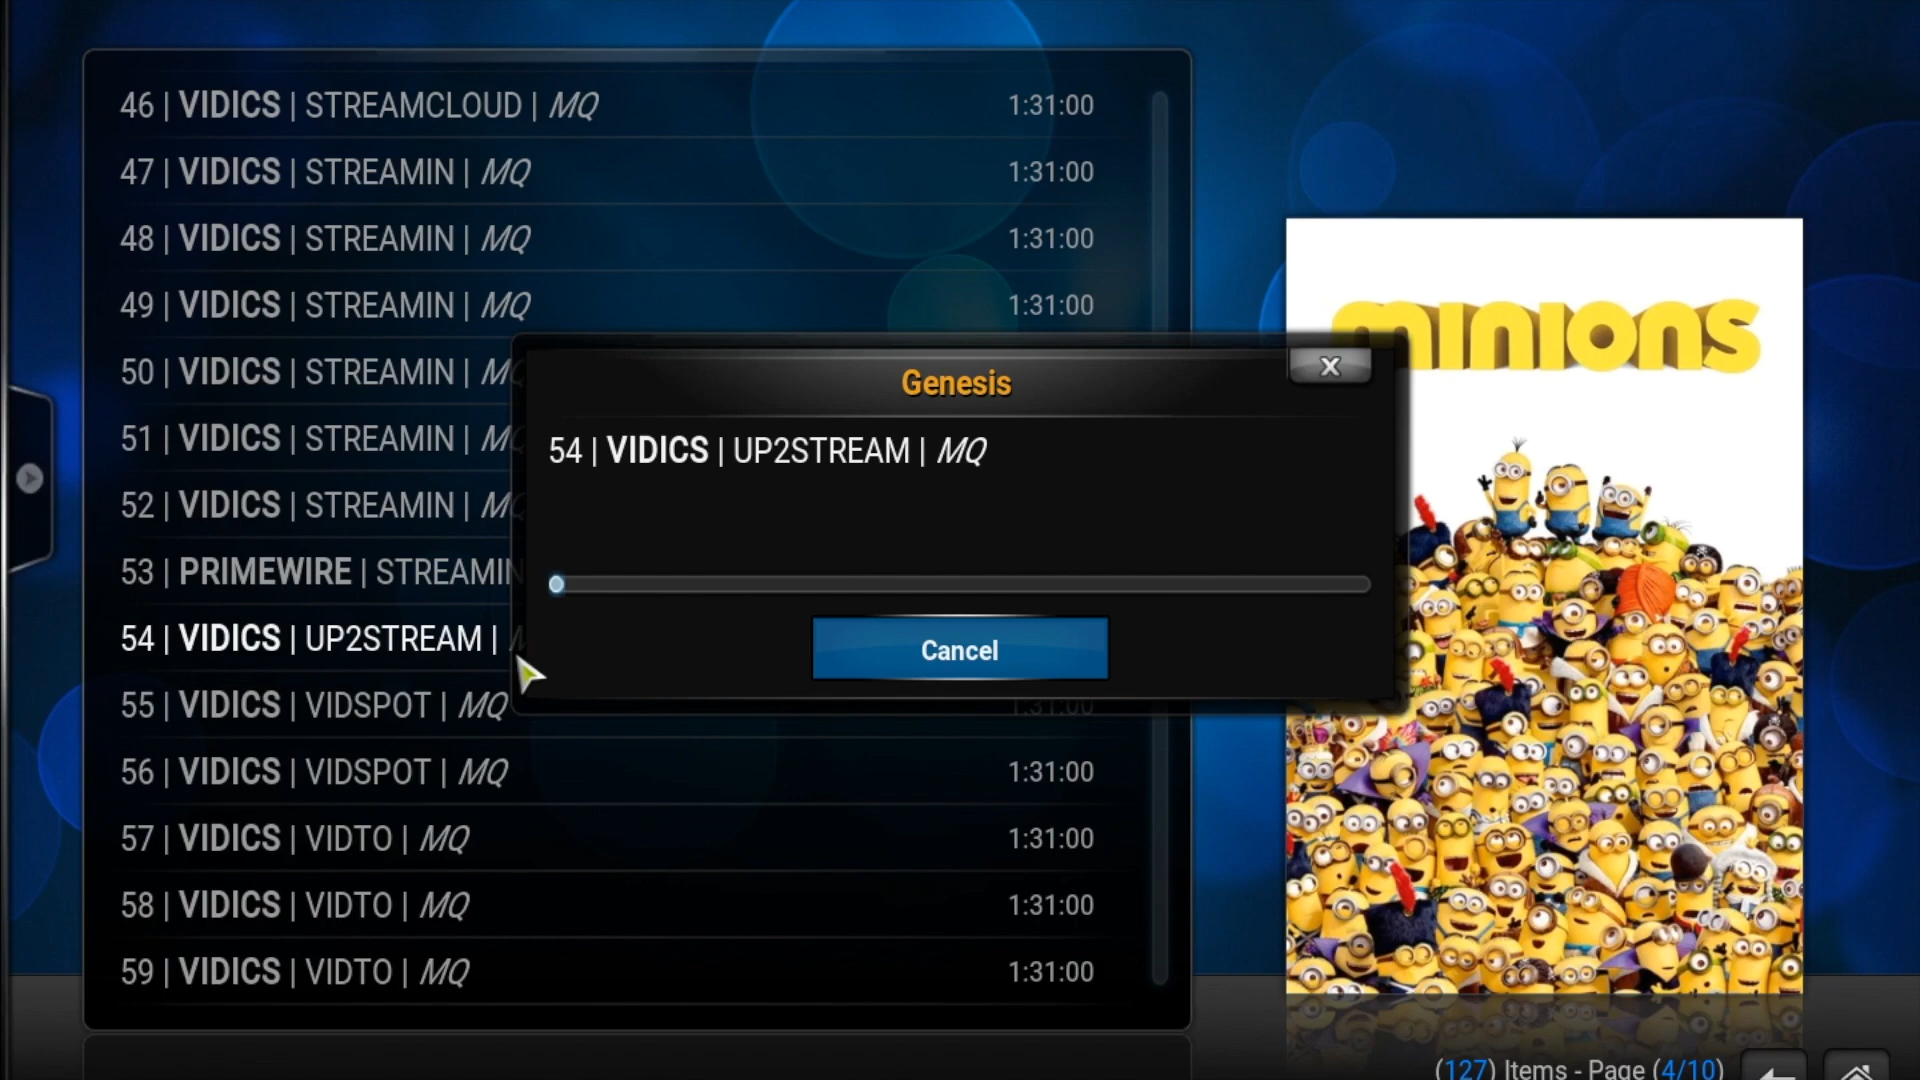 46 | VIDICS | STREAMCLOUD | MQ 1:31:00
47 | VIDICS | STREAMIN | MQ 1:31:00
48 | VIDICS | STREAMIN | MQ 1:31:00
49 | VIDICS | STREAMIN | MQ 1:31:00
50 | VIDICS | STREAMIN |
51 | VIDICS | STREAMIN |
52 | VIDICS | STREAMIN |
53 | PRIMEWIRE | STREAMIN
54 | VIDICS | UP2STREAM |
55 | VIDICS | VIDSPOT | MQ 1:31:00
56 | VIDICS | VIDSPOT | MQ 1:31:00
57 | VIDICS | VIDTO | MQ 1:31:00
58 | VIDICS | VIDTO | MQ 1:31:00
59 | VIDICS | VIDTO | MQ 1:31:00
Genesis
X
54 | VIDICS | UP2STREAM | MQ
Cancel
minions
(127) Items - Page (4/10)